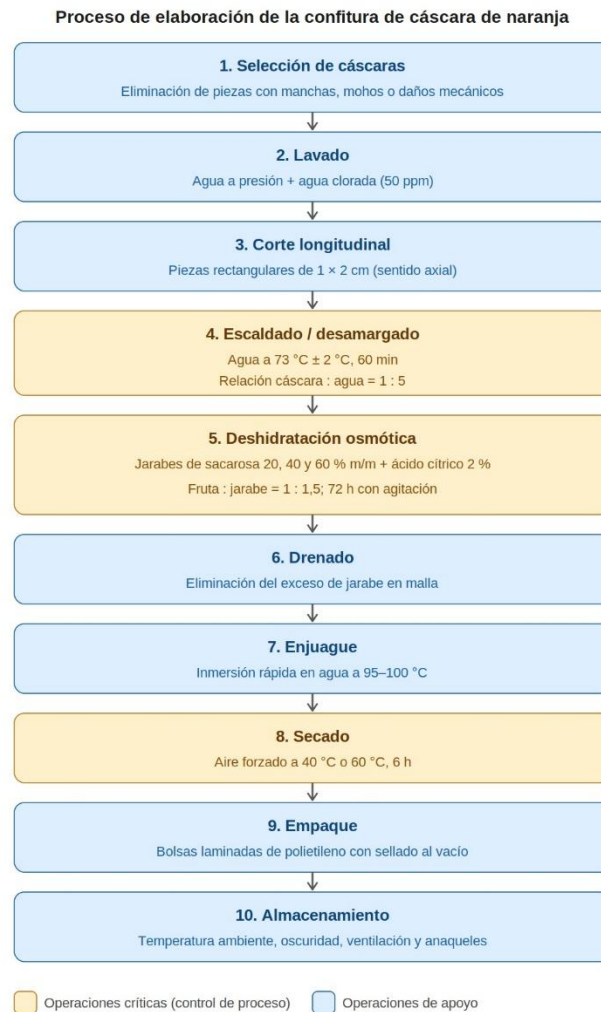 Proceso de elaboración de la confitura de cáscara de naranja
1. Selección de cáscaras
Eliminación de piezas con manchas, mohos o daños mecánicos
2. Lavado
Agua a presión + agua clorada (50 ppm)
3. Corte longitudinal
Piezas rectangulares de 1 × 2 cm (sentido axial)
4. Escaldado / desamargado
Agua a 73 °C ± 2 °C, 60 min
Relación cáscara : agua = 1 : 5
5. Deshidratación osmótica
Jarabes de sacarosa 20, 40 y 60 % m/m + ácido cítrico 2 %
Fruta : jarabe = 1 : 1,5; 72 h con agitación
6. Drenado
Eliminación del exceso de jarabe en malla
7. Enjuague
Inmersión rápida en agua a 95–100 °C
8. Secado
Aire forzado a 40 °C o 60 °C, 6 h
9. Empaque
Bolsas laminadas de polietileno con sellado al vacío
10. Almacenamiento
Temperatura ambiente, oscuridad, ventilación y anaqueles
Operaciones críticas (control de proceso)
Operaciones de apoyo